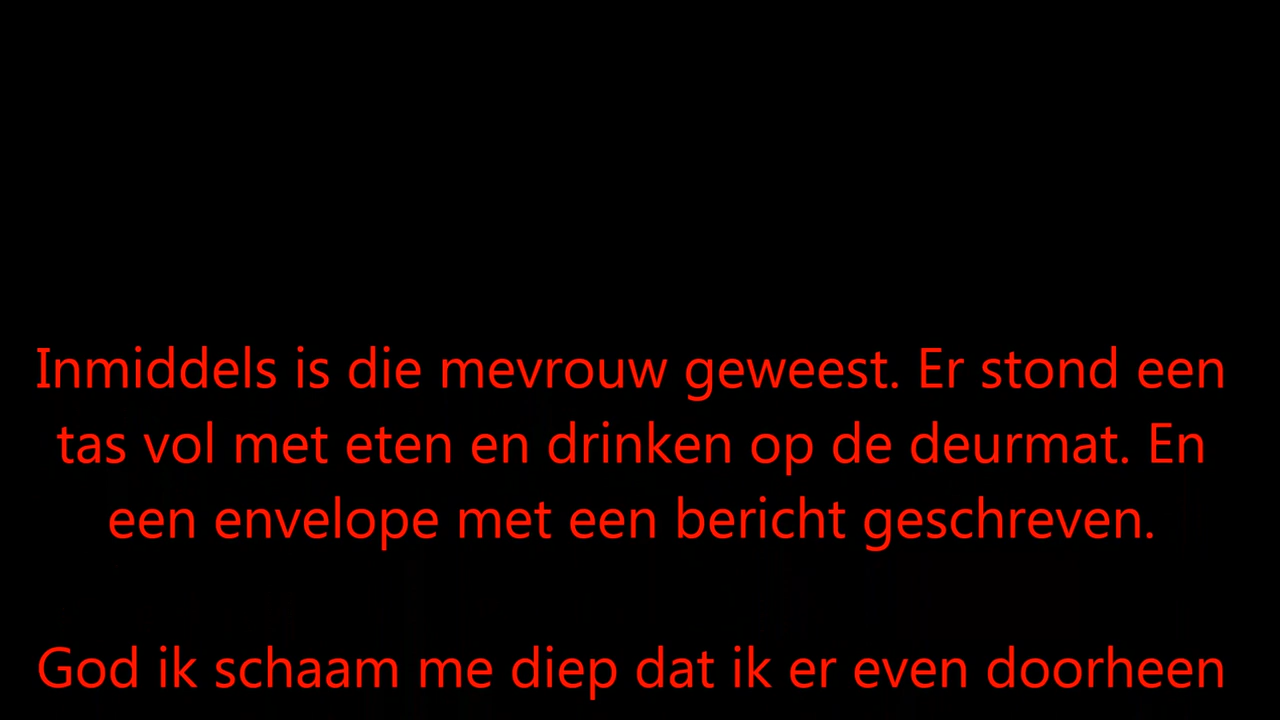 Inmiddels is die mevrouw geweest. Er stond een
tas vol met eten en drinken op de deurmat. En
een envelope met een bericht geschreven.
God ik schaam me diep dat ik er even doorheen